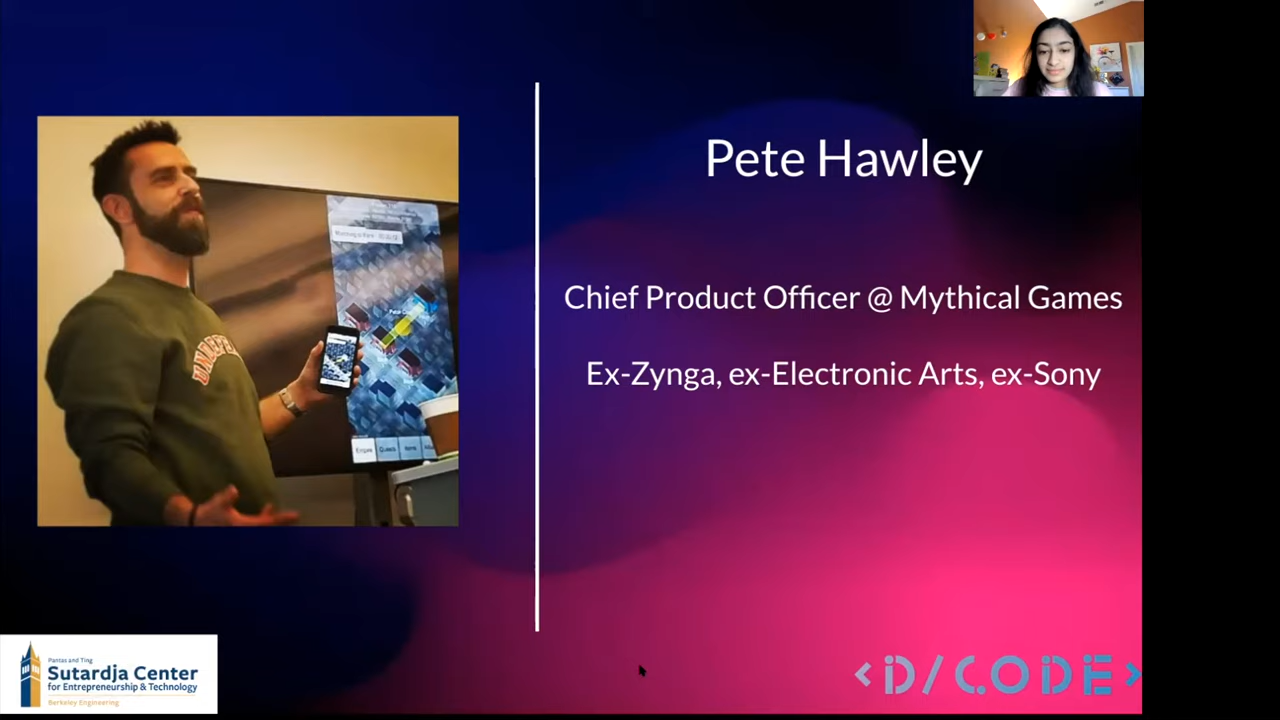 Pete Hawley
Chief Product Officer @ Mythical Games
Ex-Zynga, ex-Electronic Arts, ex-Sony
Pantas and Ting
Sutardja Center
for Entrepreneurship & Technology
Berkeley Engineering
<D/CODE>